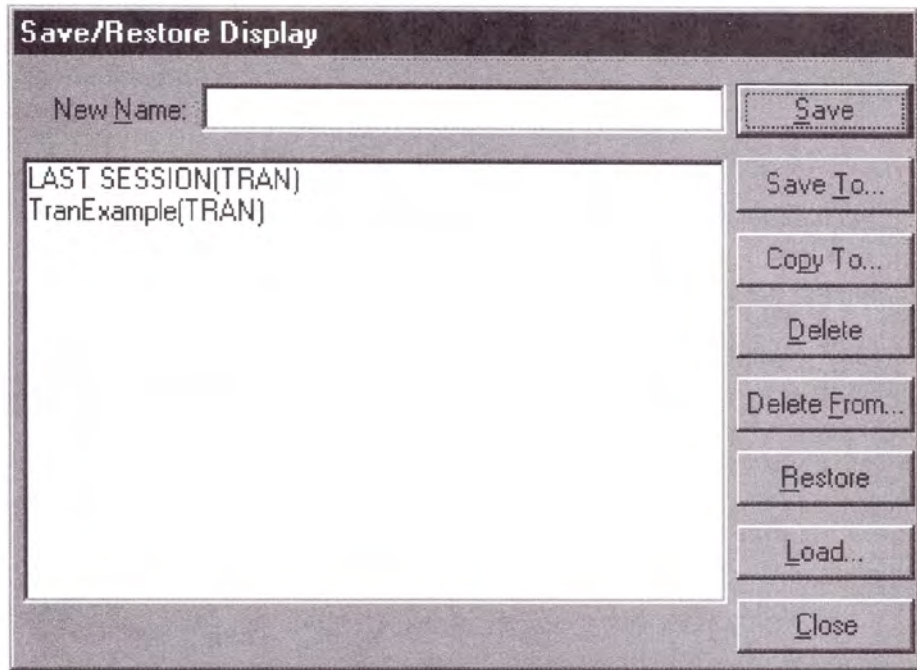 Save/Restore Display
New Name:
Save
LAST SESSION(TRAN)
TranExample(TRAN)
Save To...
Copy To...
Delete
Delete From...
Restore
Load...
Close